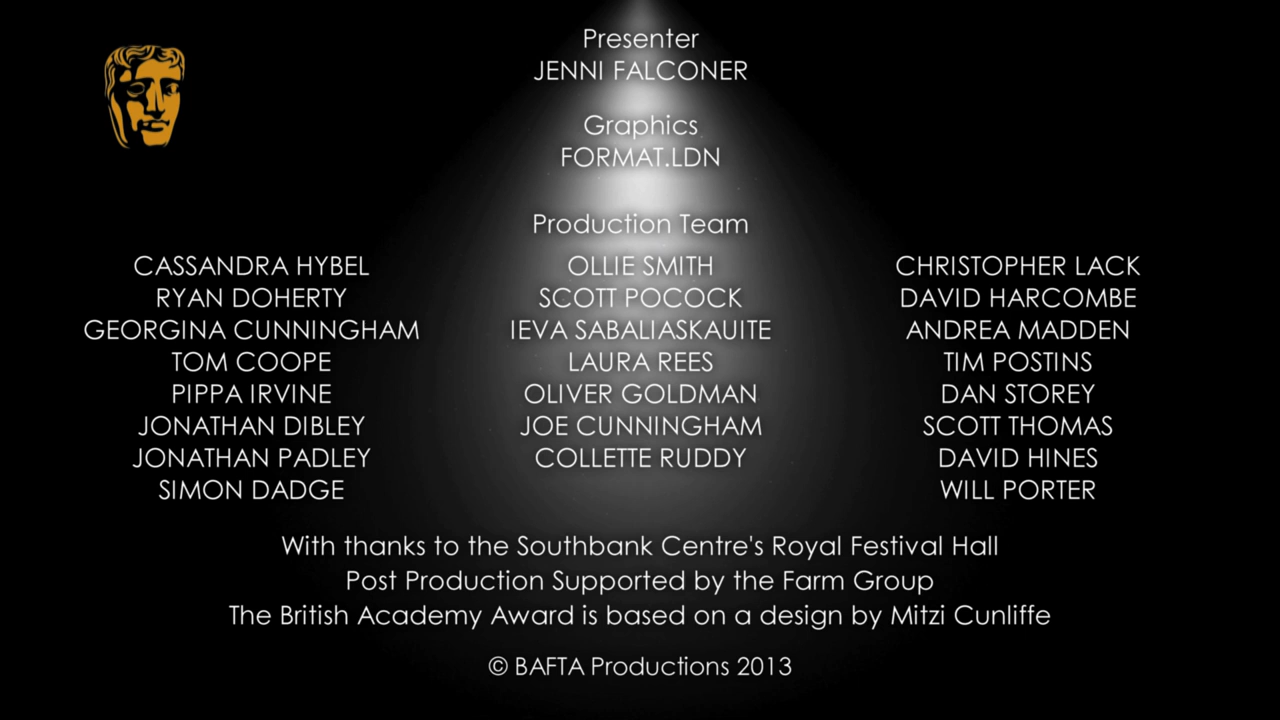 Presenter
JENNI FALCONER
Graphics
FORMAT.LDN
Production Team
CASSANDRA HYBEL
RYAN DOHERTY
GEORGINA CUNNINGHAM
TOM COOPE
PIPPA IRVINE
JONATHAN DIBLEY
JONATHAN PADLEY
SIMON DADGE
OLLIE SMITH
SCOTT POCOCK
IEVA SABALIASKAUITE
LAURA REES
OLIVER GOLDMAN
JOE CUNNINGHAM
COLLETTE RUDDY
CHRISTOPHER LACK
DAVID HARCOMBE
ANDREA MADDEN
TIM POSTINS
DAN STOREY
SCOTT THOMAS
DAVID HINES
WILL PORTER
With thanks to the Southbank Centre's Royal Festival Hall
Post Production Supported by the Farm Group
The British Academy Award is based on a design by Mitzi Cunliffe
© BAFTA Productions 2013